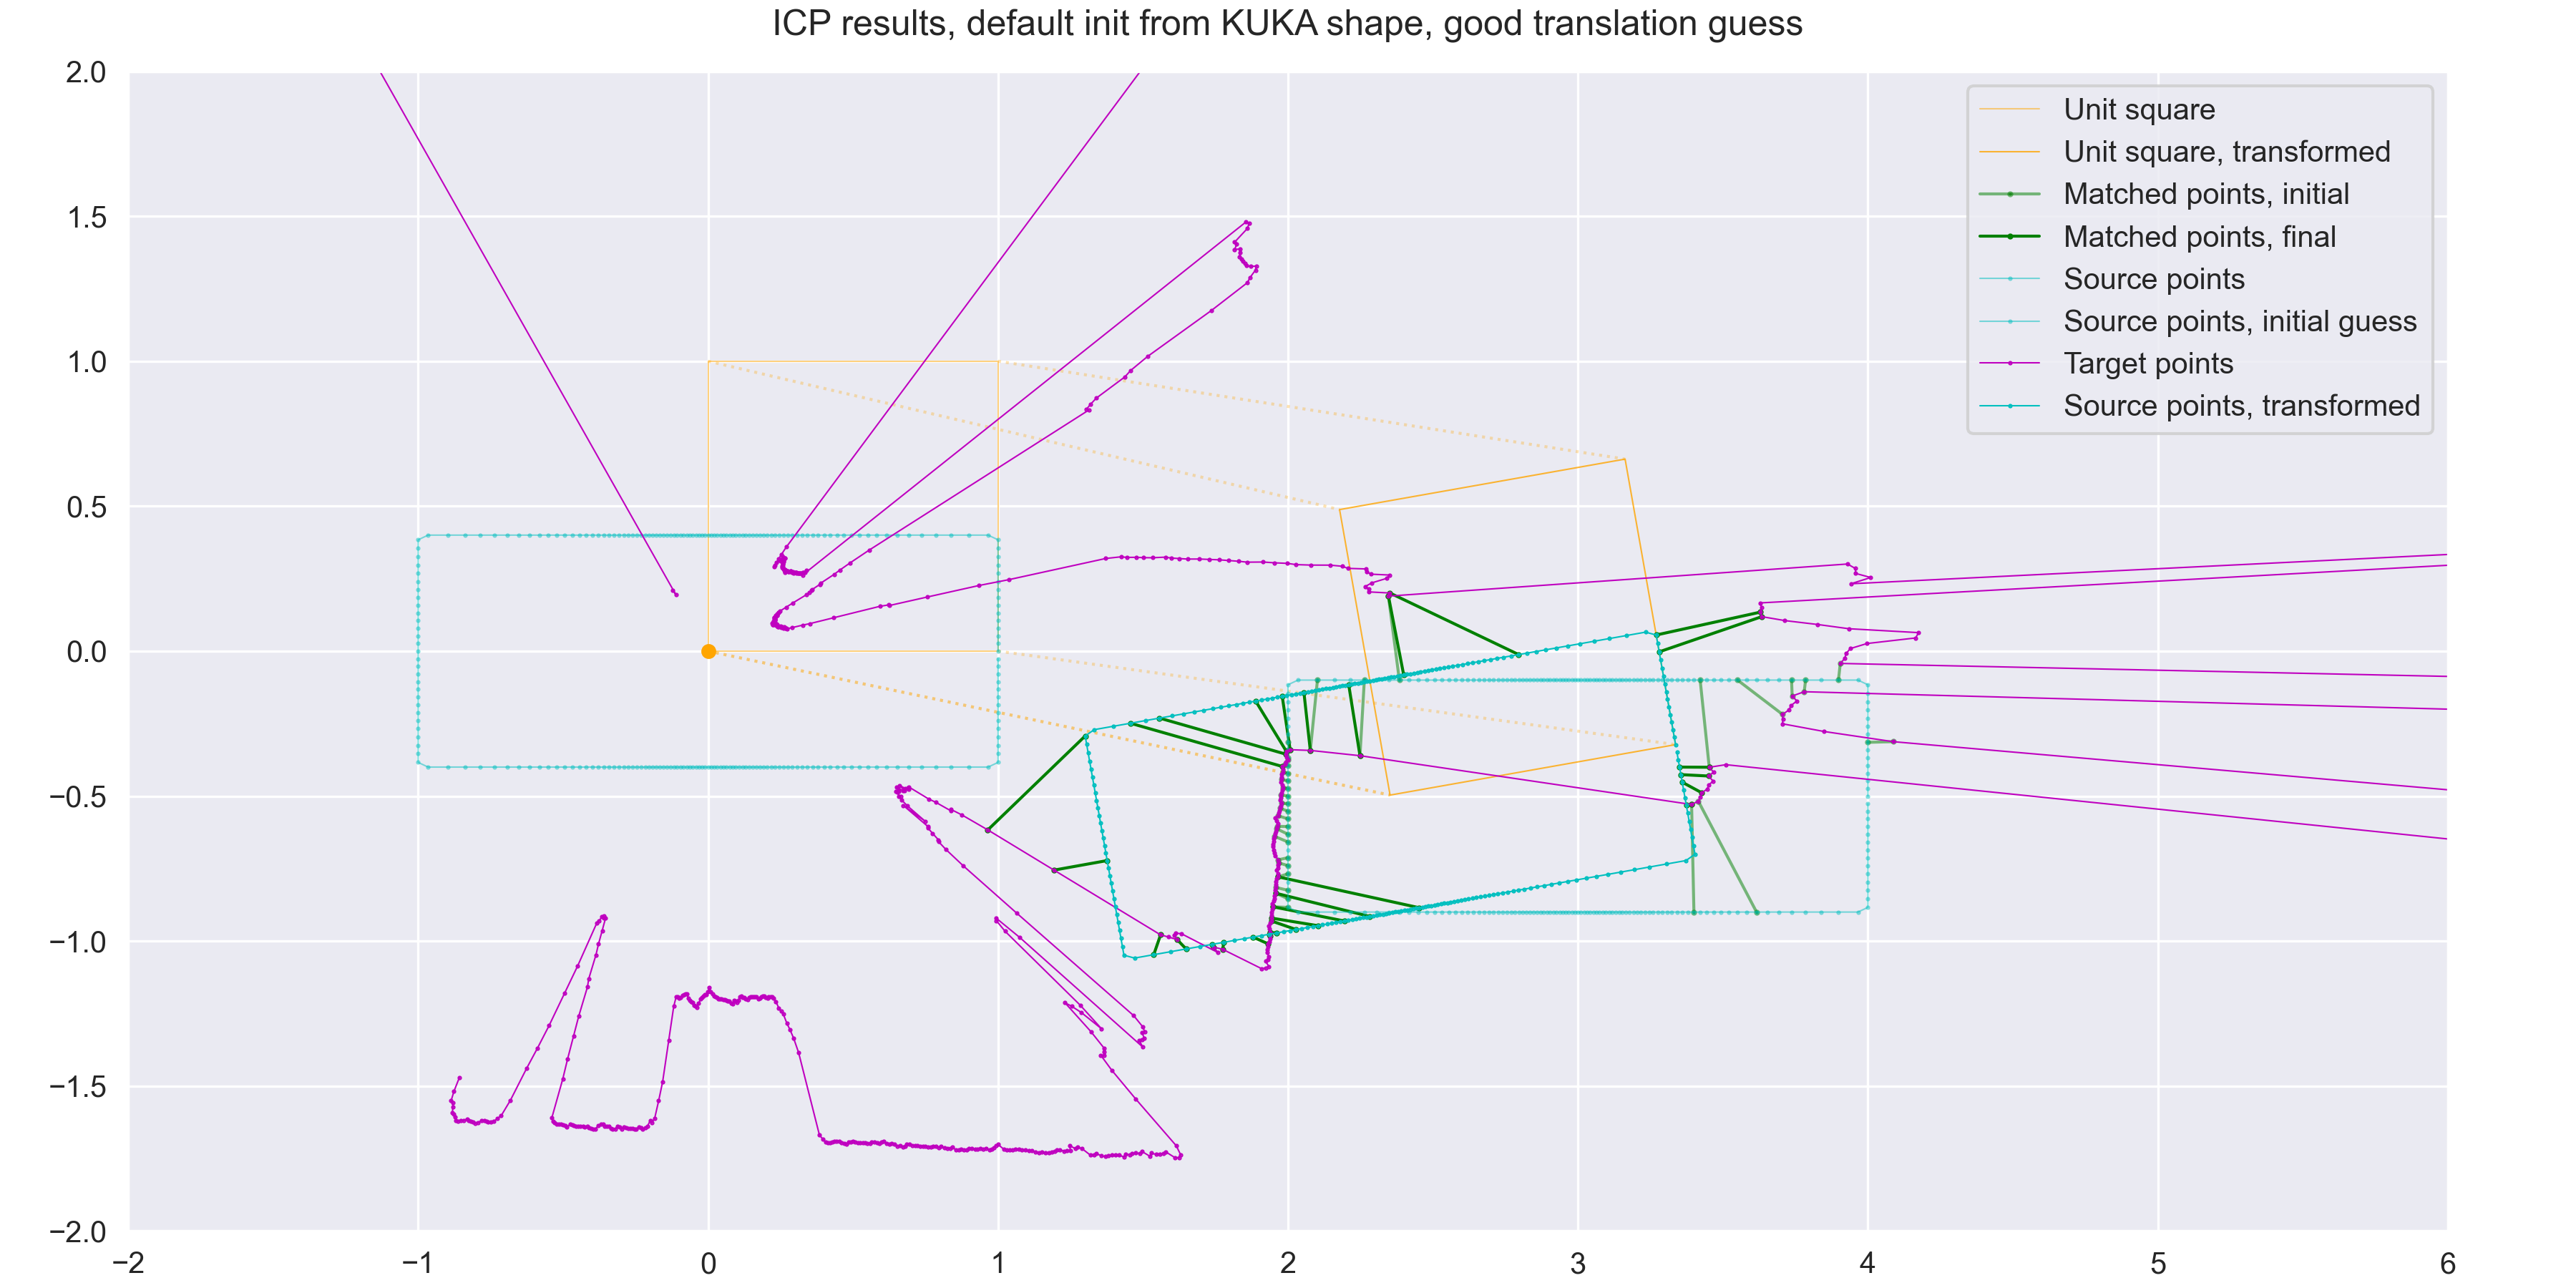 ICP results, default init from KUKA shape, good translation guess
2.0
1.5
1.0
0.5
0.0
−0.5
−1.0
−1.5
−2.0
−2 −1 0 1 2 3 4 5 6
Unit square
Unit square, transformed
Matched points, initial
Matched points, final
Source points
Source points, initial guess
Target points
Source points, transformed